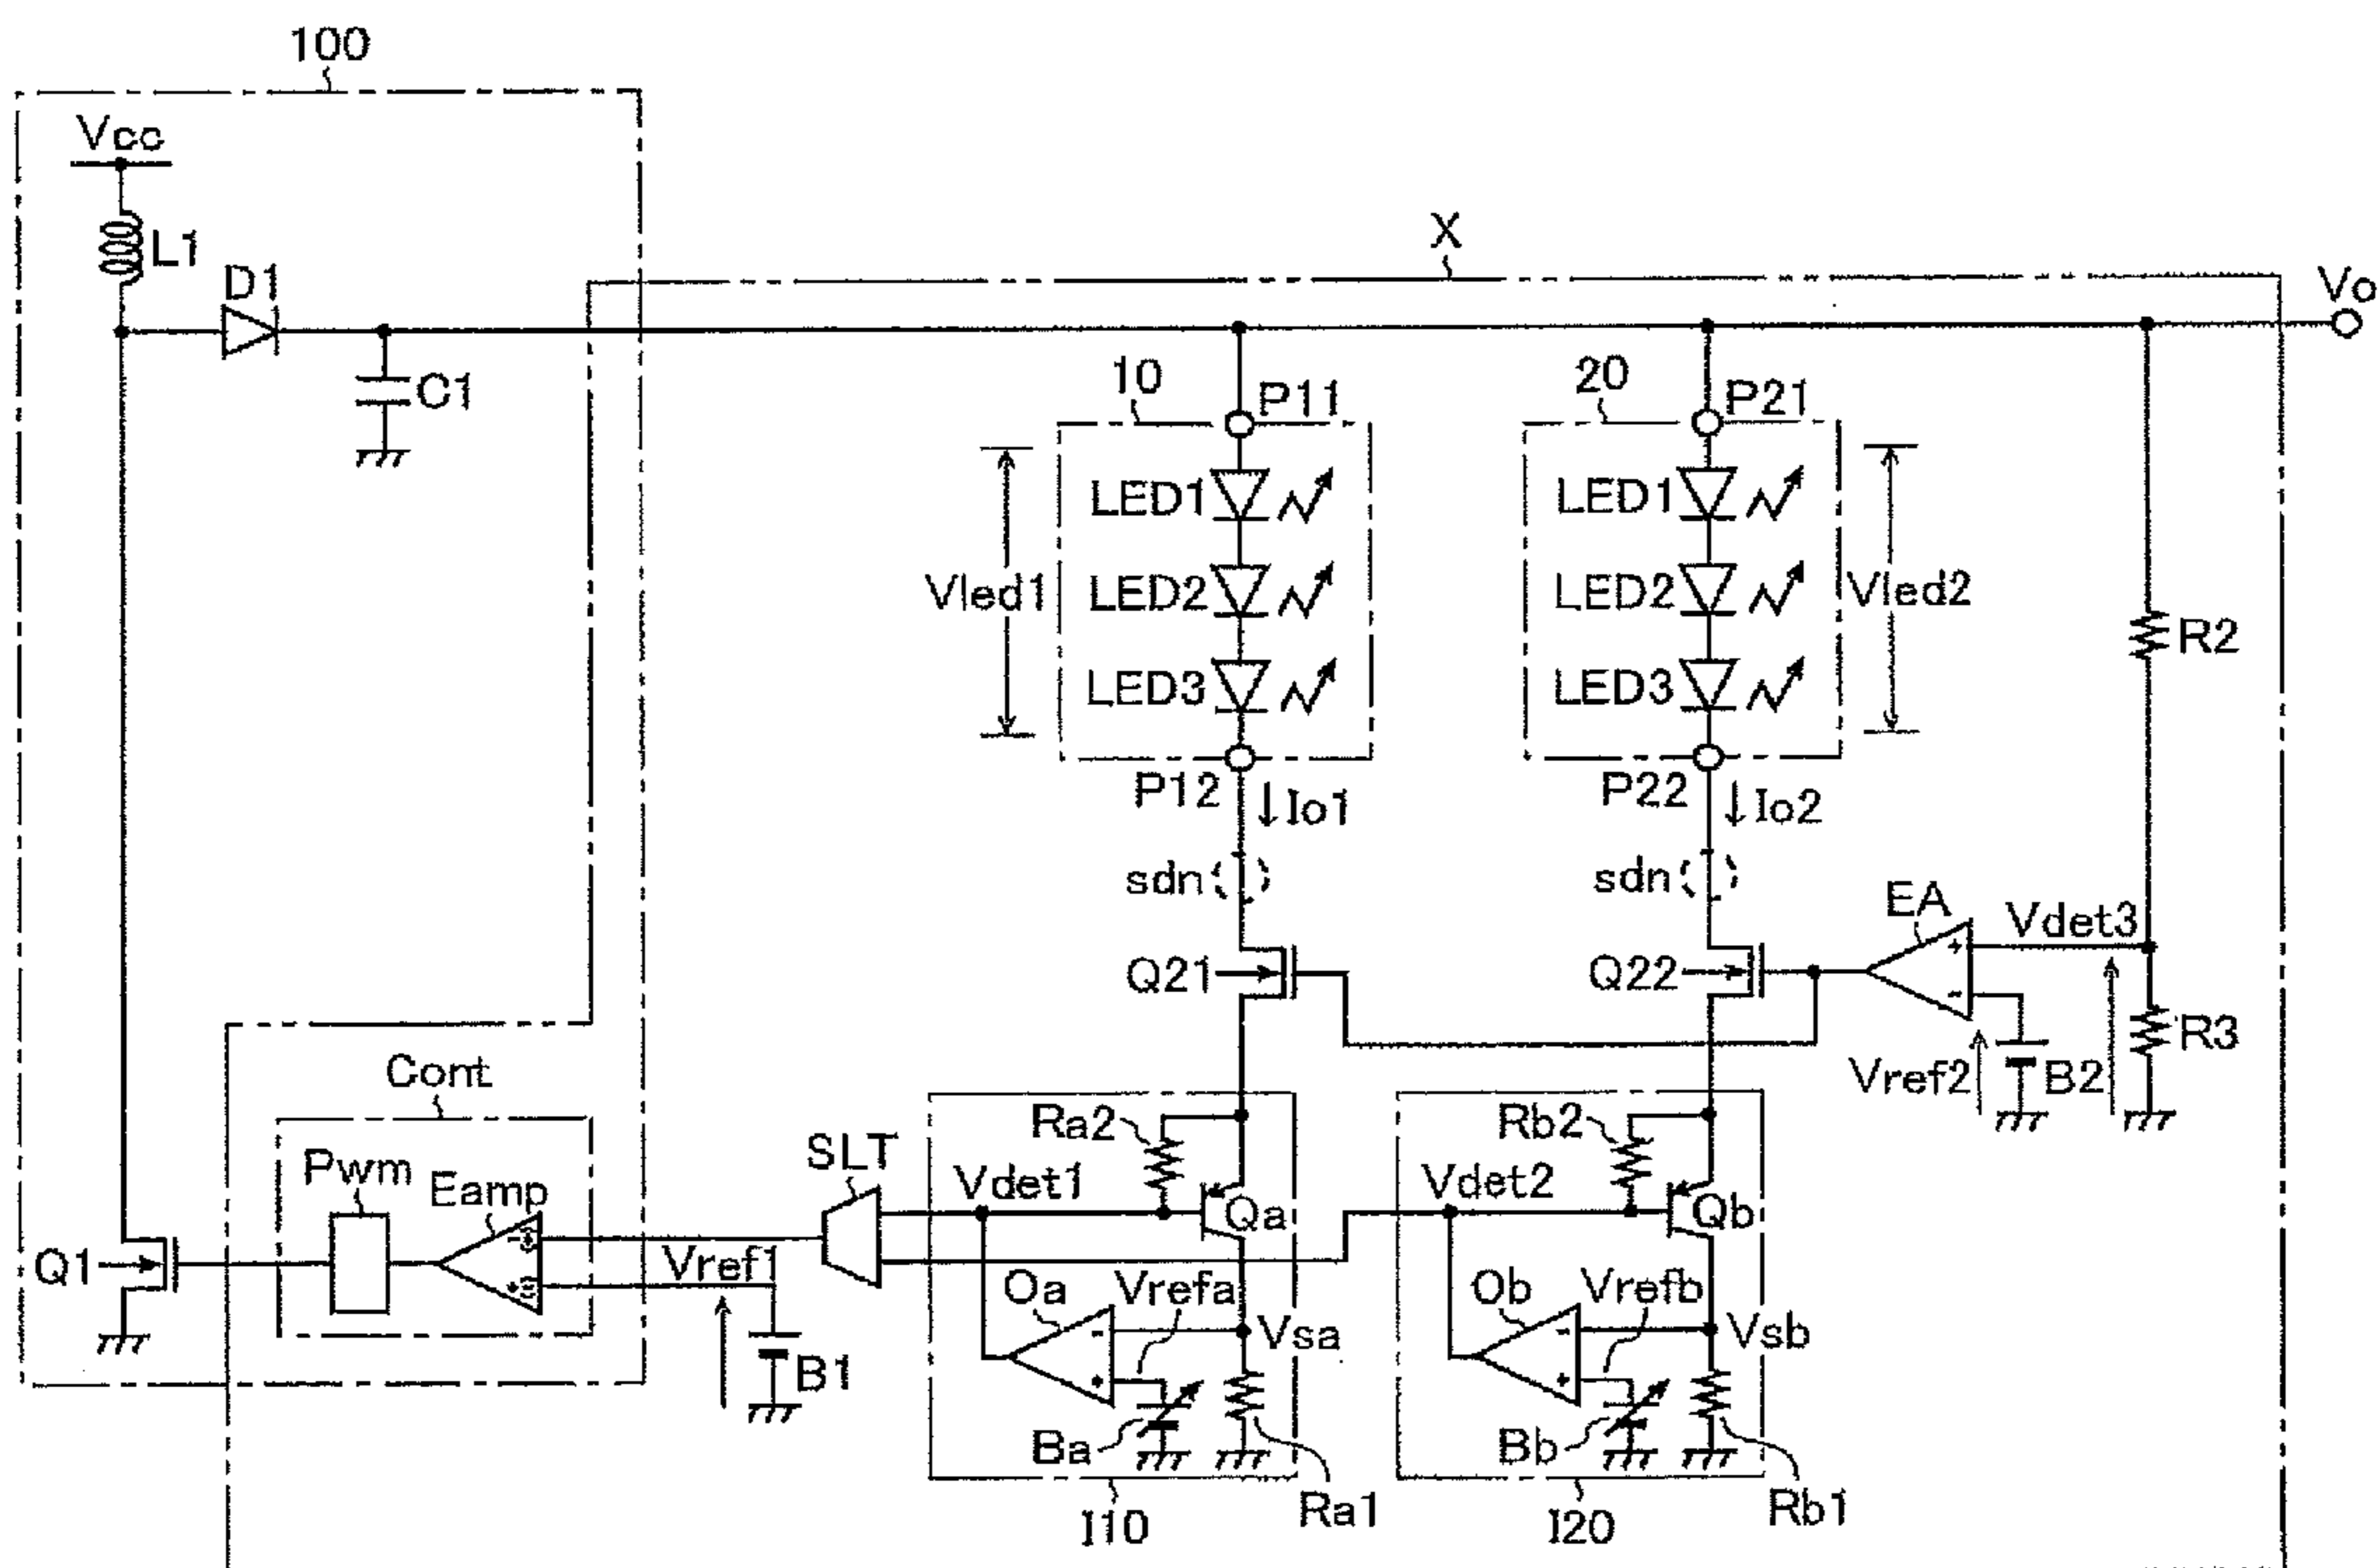 100
Vcc
L1
D1
C1
X
Vo
10
P11
LED1
LED2
LED3
Vled1
P12
Io1
20
P21
LED1
LED2
LED3
Vled2
P22
Io2
R2
sdn
sdn
EA
Vdet3
+
-
Q21
Q22
Vref2
B2
R3
Cont
Pwm
Eamp
Q1
Vref1
B1
SLT
Vdet1
Ra2
Qa
Oa
Vrefa
-
+
Vsa
Ba
Ra1
I10
Vdet2
Rb2
Qb
Ob
Vrefb
-
+
Vsb
Bb
Rb1
I20